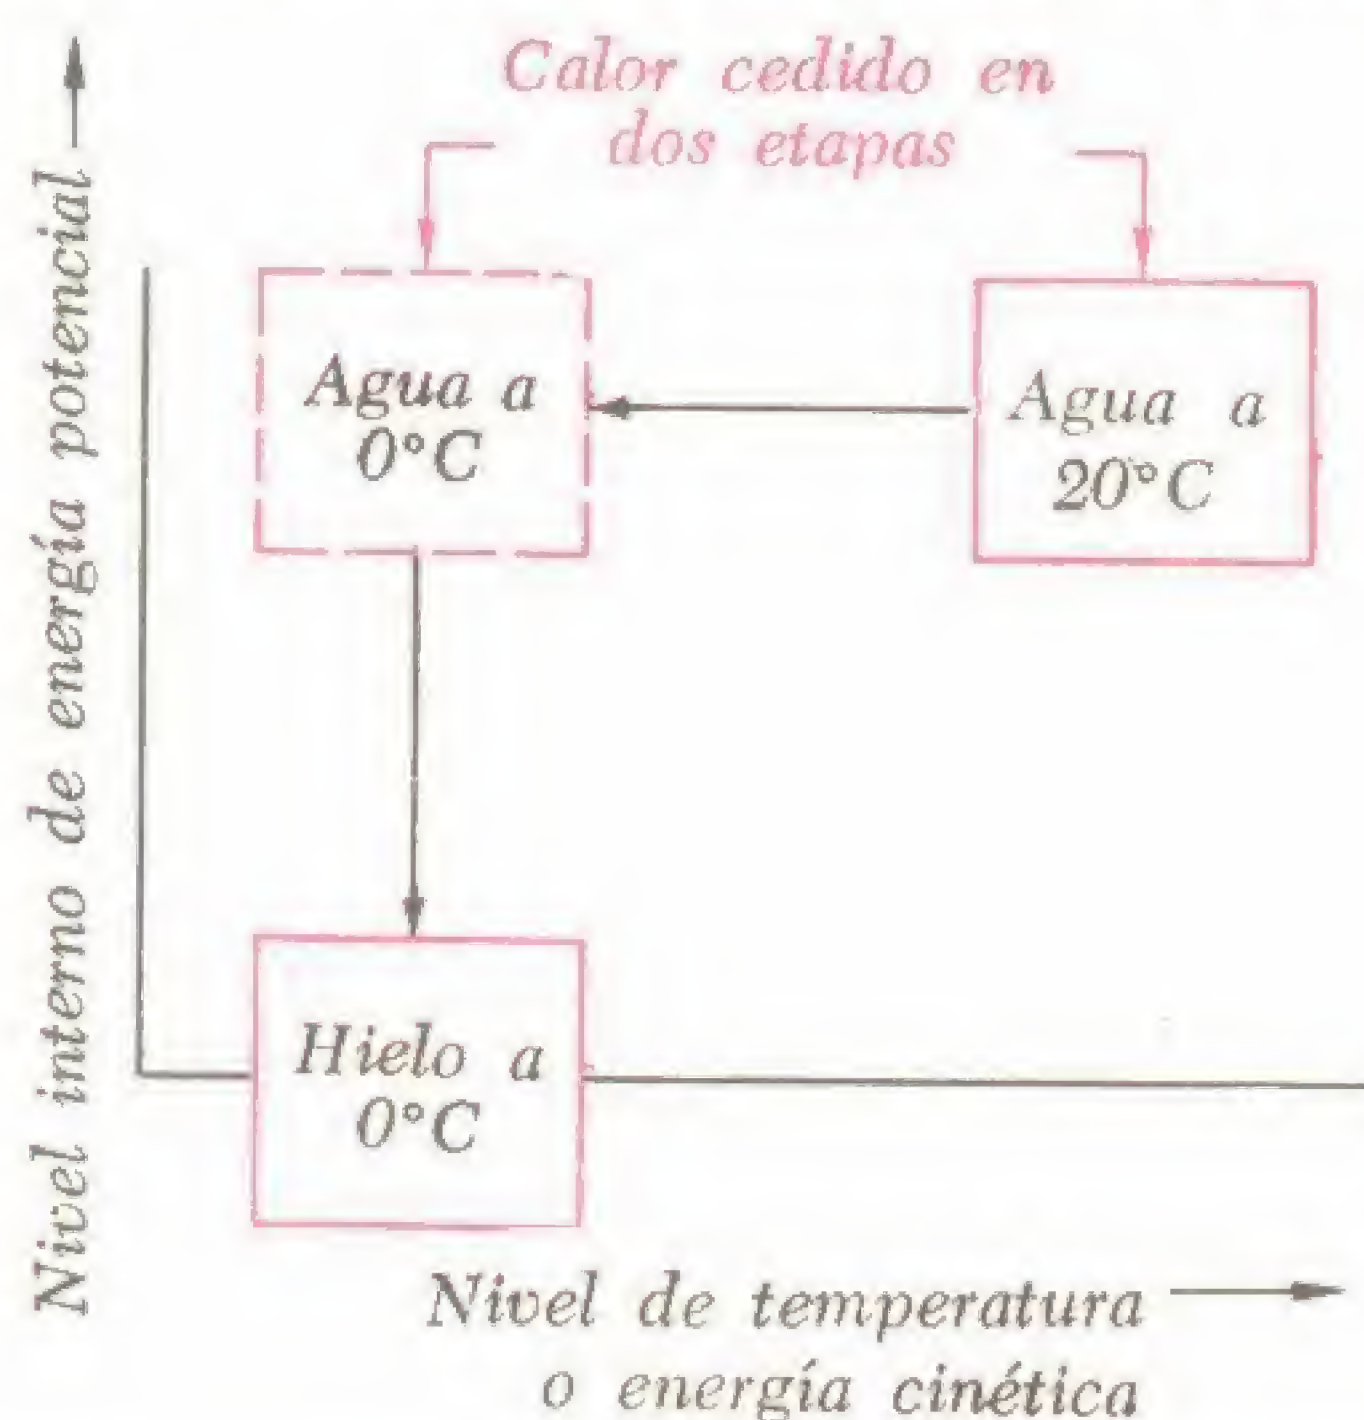 Calor cedido en
dos etapas
Nivel interno de energía potencial
Agua a
0°C
Agua a
20°C
Hielo a
0°C
Nivel de temperatura
o energía cinética